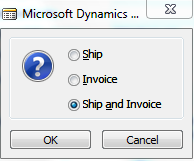 Microsoft Dynamics ...
Ship
Invoice
Ship and Invoice
OK
Cancel